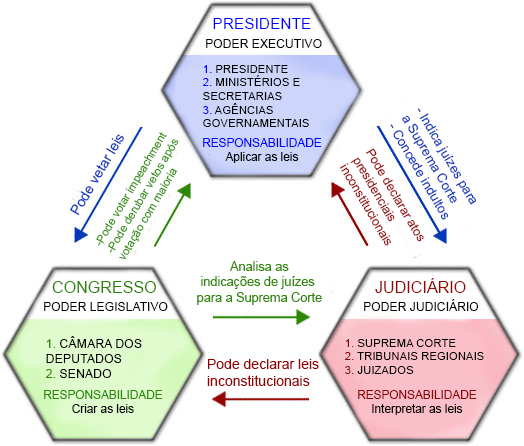 PRESIDENTE
PODER EXECUTIVO
1. PRESIDENTE
2. MINISTÉRIOS E
SECRETARIAS
3. AGÊNCIAS
GOVERNAMENTAIS
RESPONSABILIDADE
Aplicar as leis
Pode vetar leis
-Pode votar impeachment
-Pode derrubar vetos após
votação com maioria
- Indica juízes para
a Suprema Corte
- Concede indultos
Pode declarar atos
presidenciais
inconstitucionais
CONGRESSO
PODER LEGISLATIVO
1. CÂMARA DOS
DEPUTADOS
2. SENADO
RESPONSABILIDADE
Criar as leis
Analisa as
indicações de juízes
para a Suprema Corte
Pode declarar leis
inconstitucionais
JUDICIÁRIO
PODER JUDICIÁRIO
1. SUPREMA CORTE
2. TRIBUNAIS REGIONAIS
3. JUIZADOS
RESPONSABILIDADE
Interpretar as leis